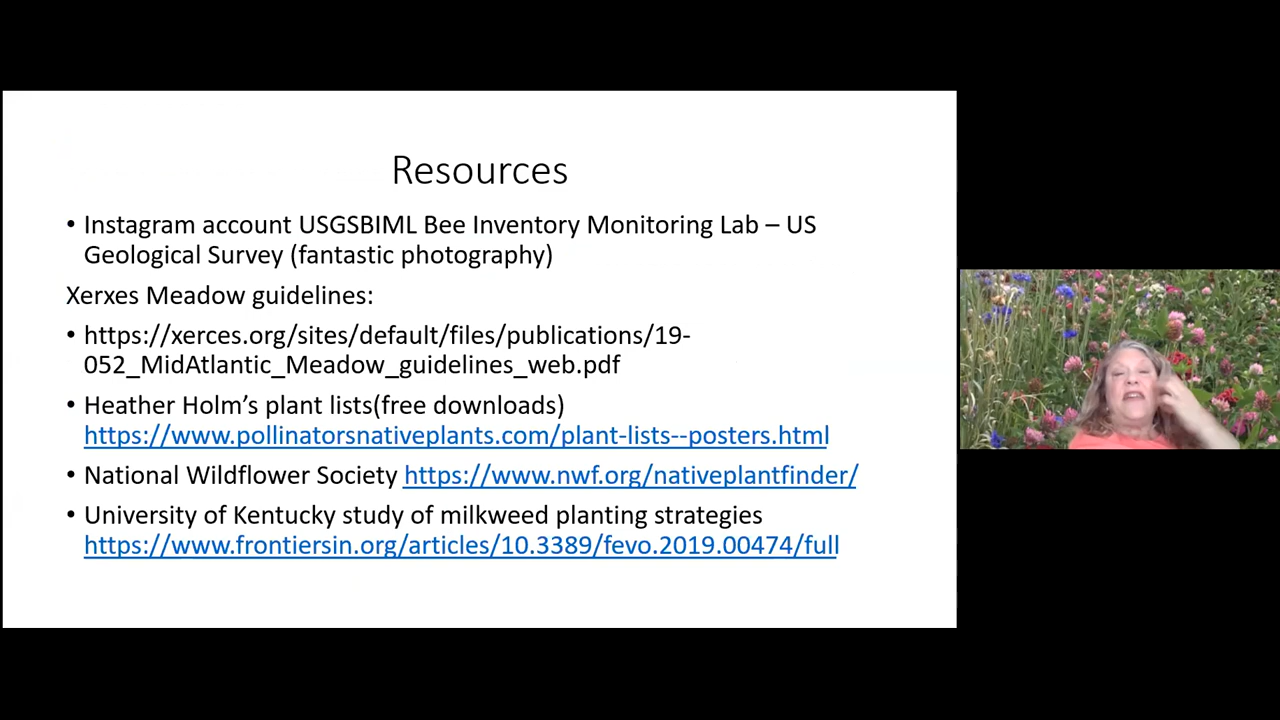 Resources
• Instagram account USGSBIML Bee Inventory Monitoring Lab – US
Geological Survey (fantastic photography)
Xerxes Meadow guidelines:
• https://xerces.org/sites/default/files/publications/19-
052_MidAtlantic_Meadow_guidelines_web.pdf
• Heather Holm’s plant lists(free downloads)
https://www.pollinatorsnativeplants.com/plant-lists--posters.html
• National Wildflower Society https://www.nwf.org/nativeplantfinder/
• University of Kentucky study of milkweed planting strategies
https://www.frontiersin.org/articles/10.3389/fevo.2019.00474/full